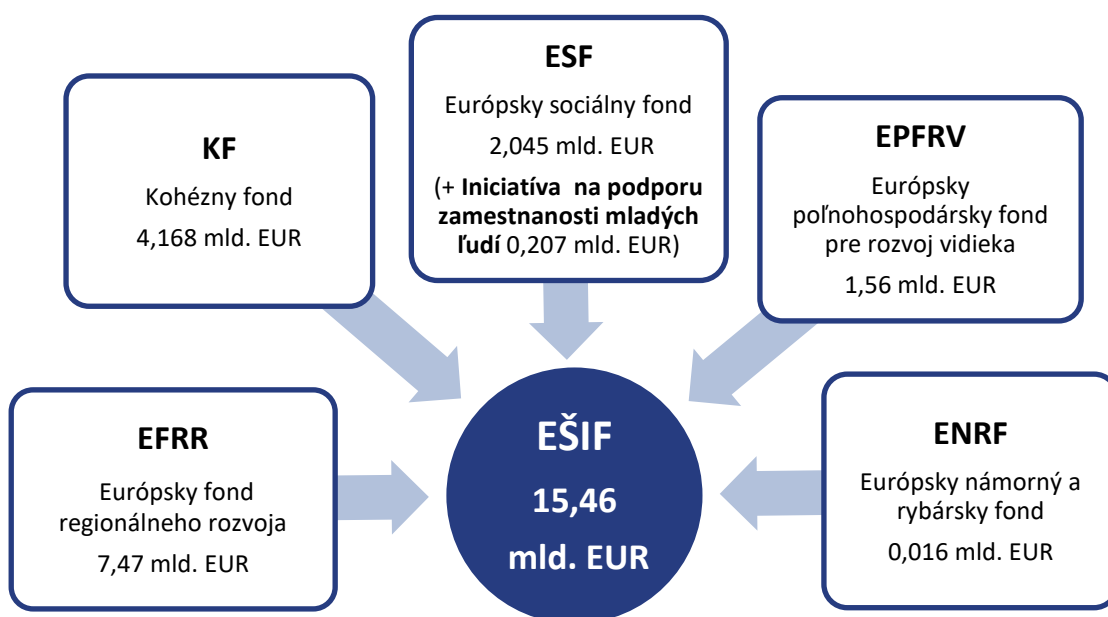 KF
Kohézny fond
4,168 mld. EUR
ESF
Európsky sociálny fond
2,045 mld. EUR
(+ Iniciatíva na podporu
zamestnanosti mladých
ľudí 0,207 mld. EUR)
EPFRV
Európsky
poľnohospodársky fond
pre rozvoj vidieka
1,56 mld. EUR
EFRR
Európsky fond
regionálneho rozvoja
7,47 mld. EUR
EŠIF
15,46
mld. EUR
ENRF
Európsky námorný a
rybársky fond
0,016 mld. EUR